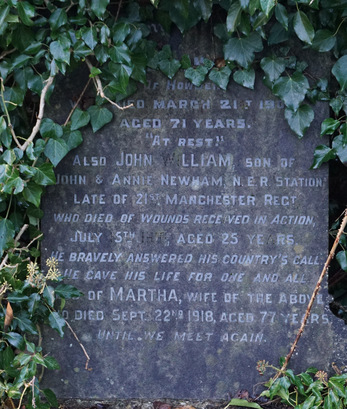 OF HOW
MARCH 21ST
AGED 71 YEARS.
"AT REST."
ALSO JOHN WILLIAM, SON OF
JOHN & ANNIE NEWHAM, N.E.R. STATION,
LATE OF 21ST MANCHESTER REGT
WHO DIED OF WOUNDS RECEIVED IN ACTION,
JULY 5TH AGED 25 YEARS
HE BRAVELY ANSWERED HIS COUNTRY'S CALL,
HE GAVE HIS LIFE FOR ONE AND ALL.
OF MARTHA, WIFE OF THE ABOVE
DIED SEPT. 22ND 1918, AGED 77 YEARS
UNTIL WE MEET AGAIN.